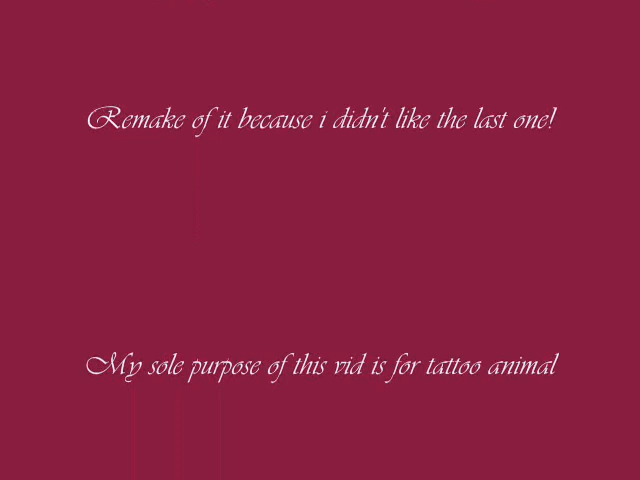 Remake of it because i didn't like the last one!
My sole purpose of this vid is for tattoo animal